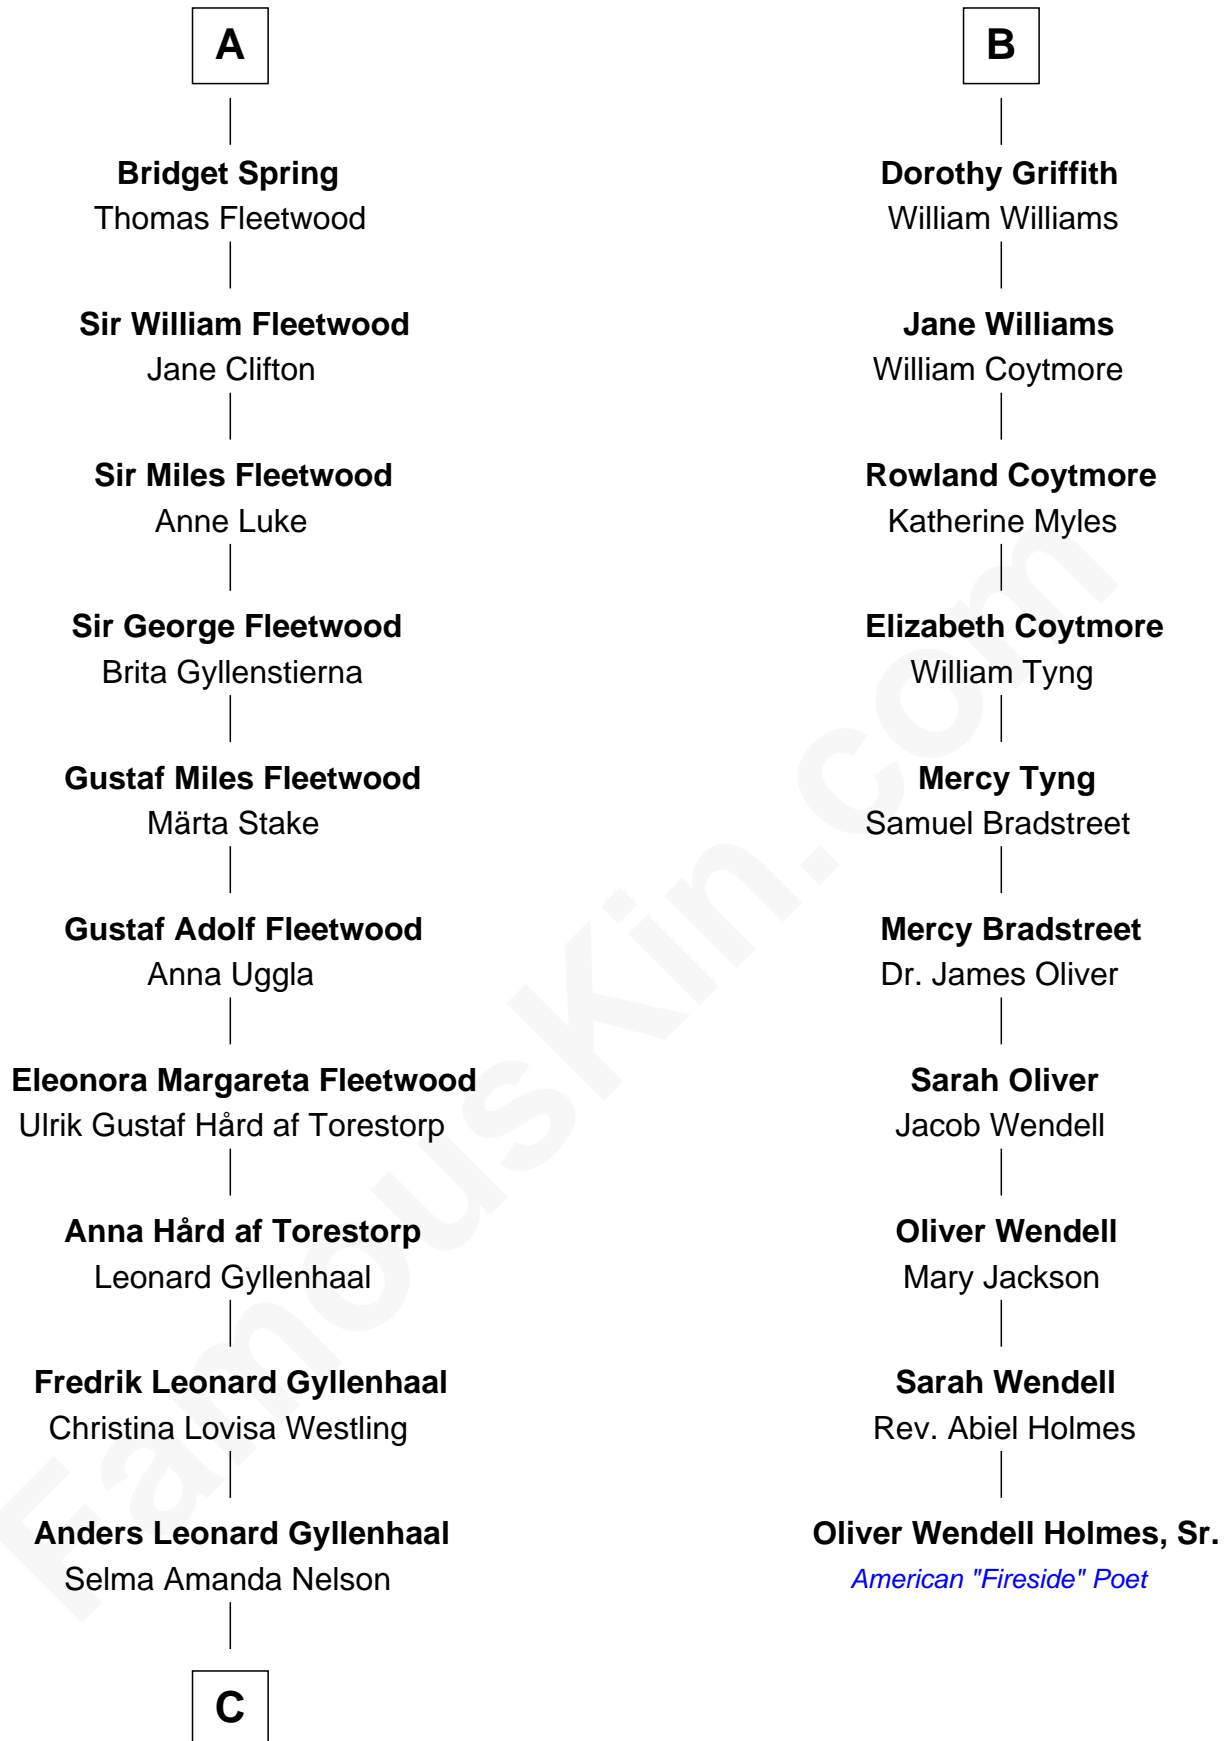 A
Bridget Spring
Thomas Fleetwood
Sir William Fleetwood
Jane Clifton
Sir Miles Fleetwood
Anne Luke
Sir George Fleetwood
Brita Gyllenstierna
Gustaf Miles Fleetwood
Märta Stake
Gustaf Adolf Fleetwood
Anna Uggla
Eleonora Margareta Fleetwood
Ulrik Gustaf Hård af Torestorp
Anna Hård af Torestorp
Leonard Gyllenhaal
Fredrik Leonard Gyllenhaal
Christina Lovisa Westling
Anders Leonard Gyllenhaal
Selma Amanda Nelson
C
B
Dorothy Griffith
William Williams
Jane Williams
William Coytmore
Rowland Coytmore
Katherine Myles
Elizabeth Coytmore
William Tyng
Mercy Tyng
Samuel Bradstreet
Mercy Bradstreet
Dr. James Oliver
Sarah Oliver
Jacob Wendell
Oliver Wendell
Mary Jackson
Sarah Wendell
Rev. Abiel Holmes
Oliver Wendell Holmes, Sr.
American "Fireside" Poet
FamousKin.com